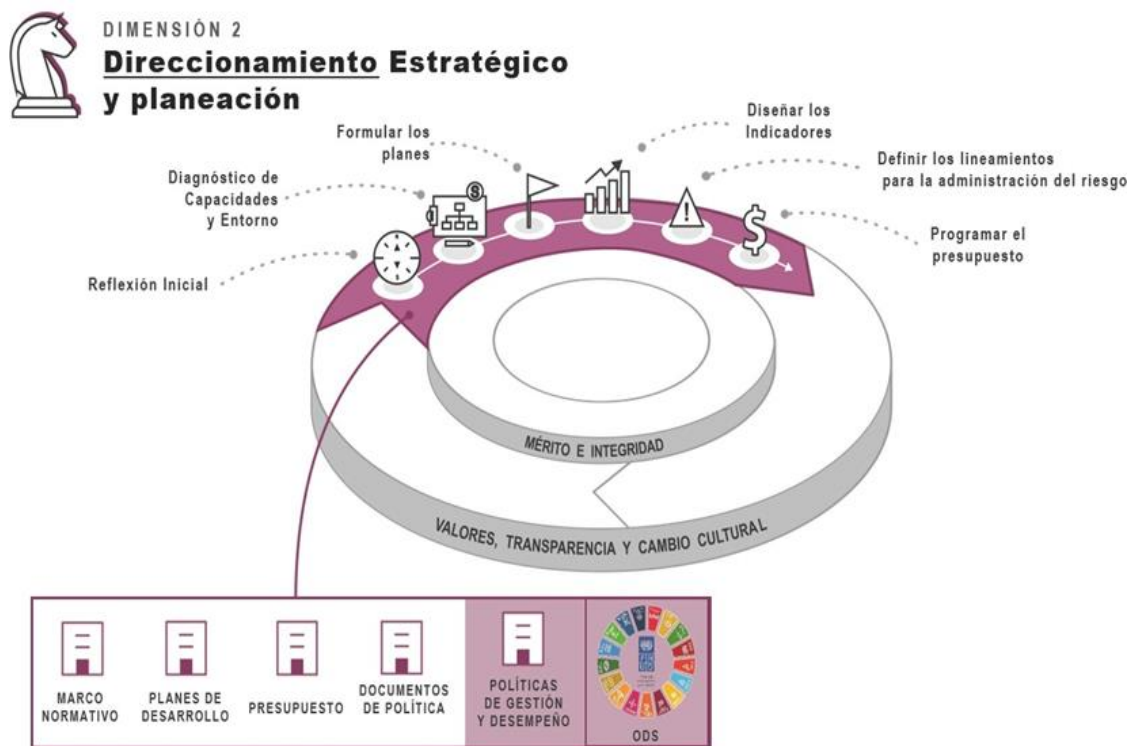 DIMENSIÓN 2
Direccionamiento Estratégico
y planeación
Reflexión Inicial
Diagnóstico de
Capacidades
y Entorno
Formular los
planes
Diseñar los
Indicadores
Definir los lineamientos
para la administración del riesgo
Programar el
presupuesto
MÉRITO E INTEGRIDAD
VALORES, TRANSPARENCIA Y CAMBIO CULTURAL
MARCO
NORMATIVO
PLANES DE
DESARROLLO
PRESUPUESTO
DOCUMENTOS
DE POLÍTICA
POLÍTICAS
DE GESTIÓN
Y DESEMPEÑO
ODS